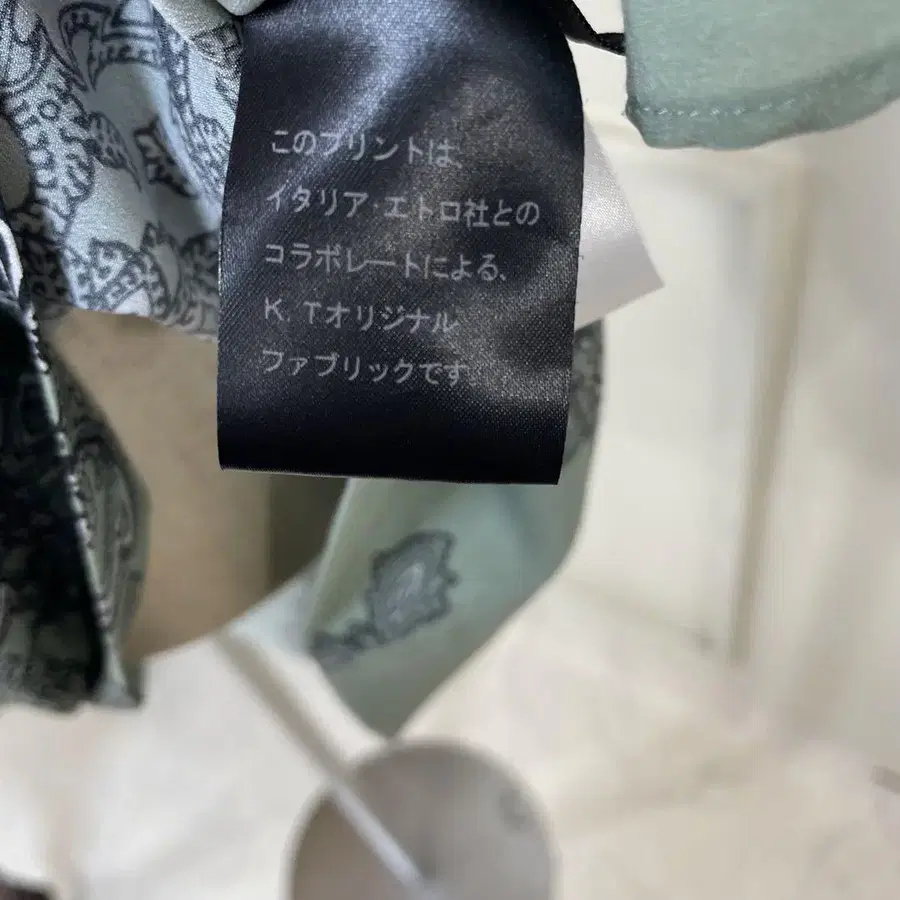 このプリントは、
イタリア・エトロ社との
コラボレートによる、
K.Tオリジナル
ファブリックです。